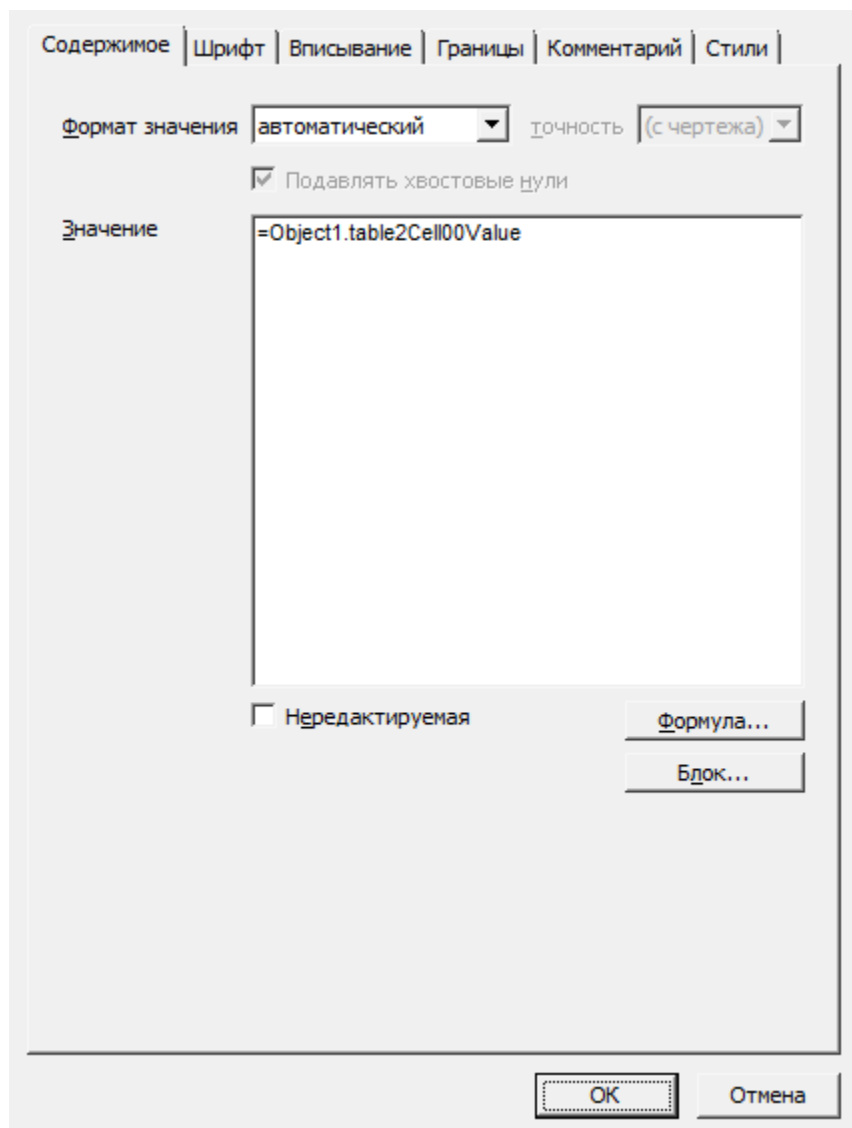 Содержимое Шрифт Вписывание Границы Комментарий Стили
Формат значения автоматический точность (с чертежа)
Подавлять хвостовые нули
Значение =Object1.table2Cell00Value
Нередактируемая Формула...
Блок...
ОК Отмена